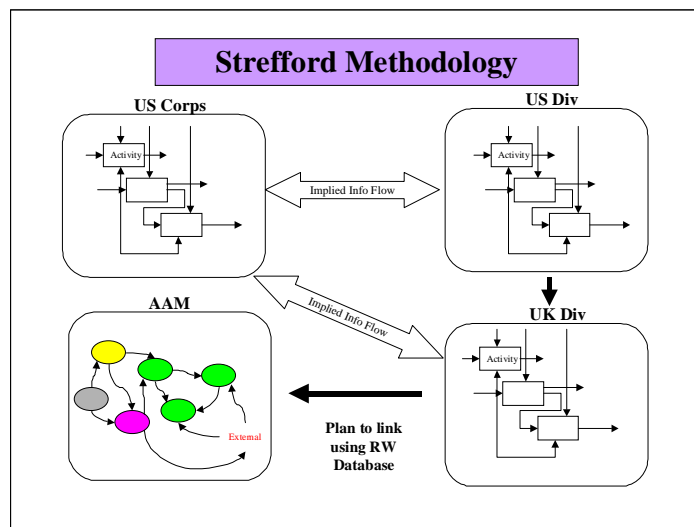 Strefford Methodology
US Corps
US Div
Activity
Implied Info Flow
Activity
Implied Info Flow
AAM
UK Div
Activity
External
Plan to link
using RW
Database